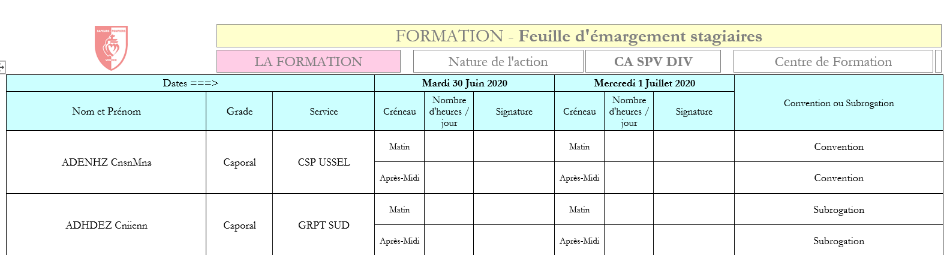 FORMATION - Feuille d'émargement stagiaires
LA FORMATION Nature de l'action CA SPV DIV Centre de Formation
Dates ===> Mardi 30 Juin 2020 Mercredi 1 Juillet 2020 Convention ou Subrogation
Nom et Prénom Grade Service Créneau Nombre d'heures / jour Signature Créneau Nombre d'heures / jour Signature
ADENHZ CnsnMna Caporal CSP USSEL
Matin Matin Convention
Après-Midi Après-Midi Convention
ADHDEZ Cniicnn Caporal GRPT SUD
Matin Matin Subrogation
Après-Midi Après-Midi Subrogation